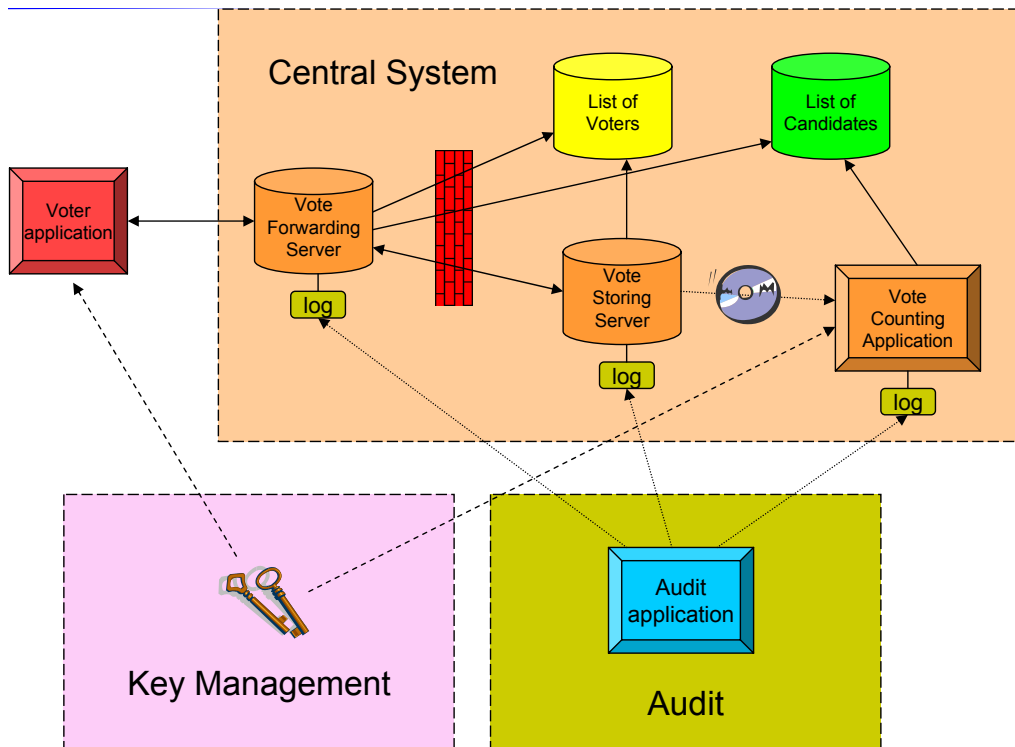 Central System
List of
Voters
List of
Candidates
Voter
application
Vote
Forwarding
Server
log
Vote
Storing
Server
log
Vote
Counting
Application
log
Key Management
Audit
application
Audit